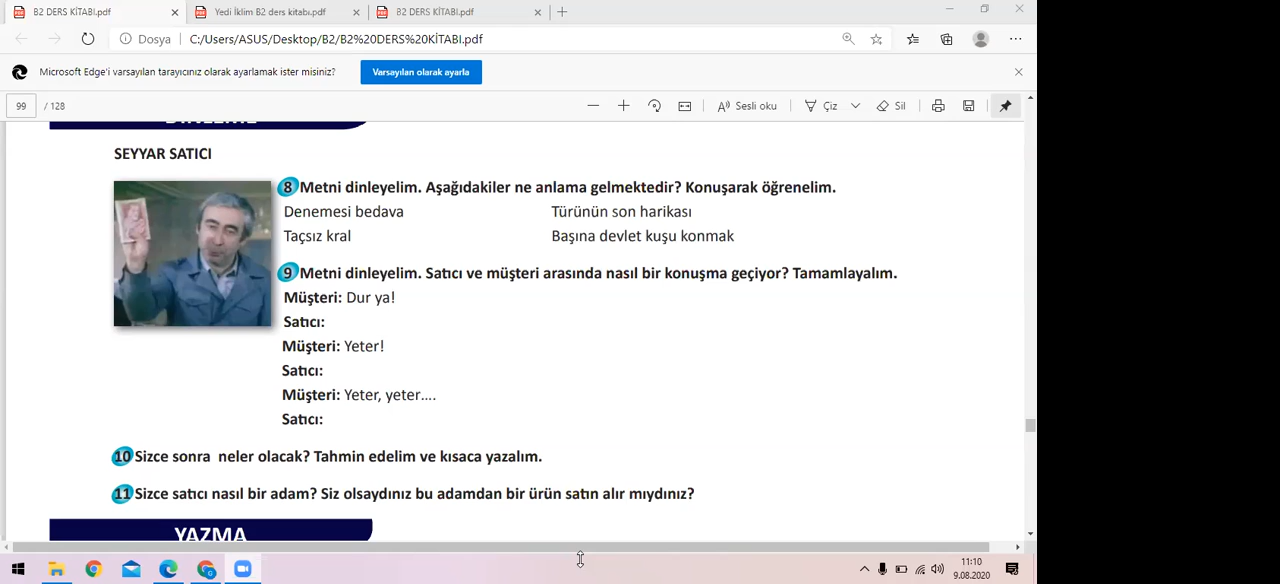 B2 DERS KİTABI.pdf
Yedi İklim B2 ders kitabı.pdf
B2 DERS KİTABI.pdf
Dosya
C:/Users/ASUS/Desktop/B2/B2%20DERS%20KİTABI.pdf
Microsoft Edge'i varsayılan tarayıcınız olarak ayarlamak ister misiniz?
Varsayılan olarak ayarla
99 / 128
Sesli oku
Çiz
Sil
DİNLEME
SEYYAR SATICI
8 Metni dinleyelim. Aşağıdakiler ne anlama gelmektedir? Konuşarak öğrenelim.
Denemesi bedava Türünün son harikası
Taçsız kral Başına devlet kuşu konmak
9 Metni dinleyelim. Satıcı ve müşteri arasında nasıl bir konuşma geçiyor? Tamamlayalım.
Müşteri: Dur ya!
Satıcı:
Müşteri: Yeter!
Satıcı:
Müşteri: Yeter, yeter....
Satıcı:
10 Sizce sonra neler olacak? Tahmin edelim ve kısaca yazalım.
11 Sizce satıcı nasıl bir adam? Siz olsaydınız bu adamdan bir ürün satın alır mıydınız?
YAZMA
11:10
9.08.2020